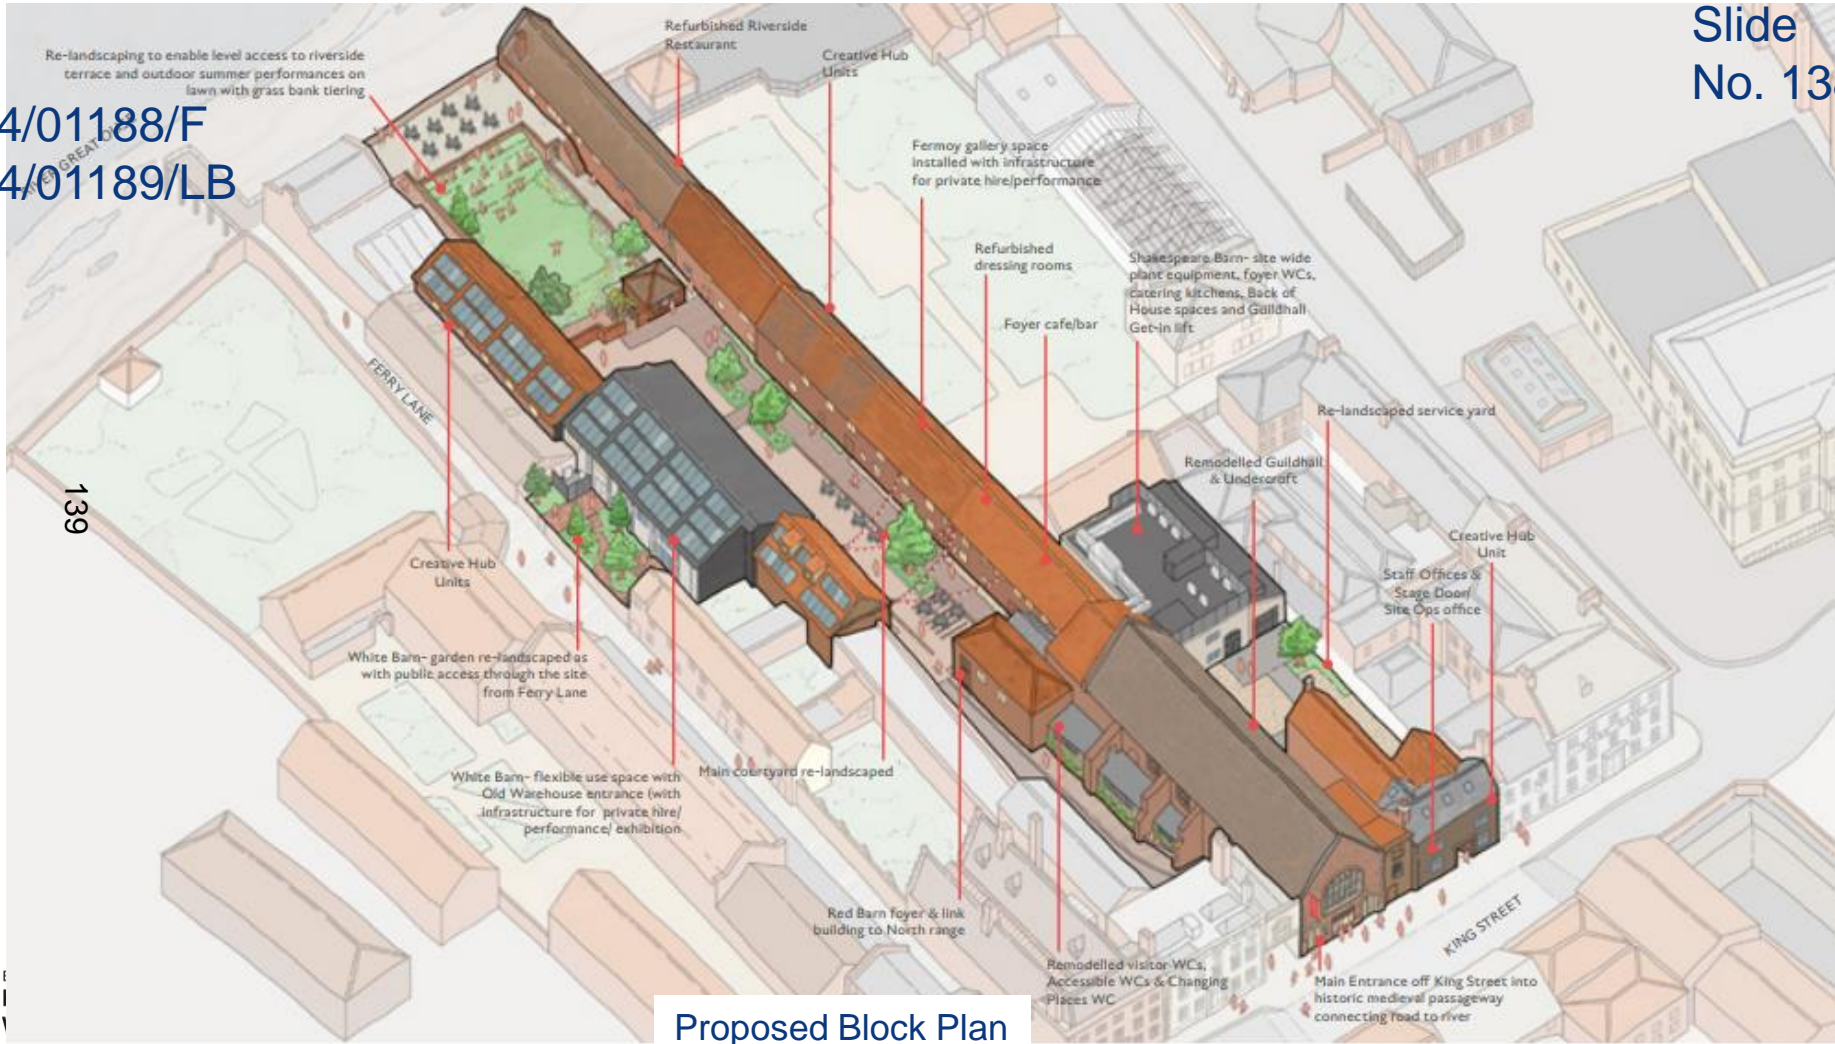 Slide
No. 138
4/01188/F
4/01189/LB
Re-landscaping to enable level access to riverside
terrace and outdoor summer performances on
lawn with grass bank tiering
Refurbished Riverside
Restaurant
Creative Hub
Units
Fermoy gallery space
installed with infrastructure
for private hire/performance
Refurbished
dressing rooms
Foyer cafe/bar
Shakespeare Barn- site wide
plant equipment, foyer WCs,
catering kitchens, Back of
House spaces and Guildhall
Get-in lift
Re-landscaped service yard
Remodelled Guildhall
& Undercroft
Creative Hub
Unit
Staff Offices &
Stage Door/
Site Ops office
RIVER GREAT OUSE
FERRY LANE
139
Creative Hub
Units
White Barn- garden re-landscaped as
with public access through the site
from Ferry Lane
White Barn- flexible use space with
Old Warehouse entrance (with
infrastructure for private hire/
performance/ exhibition
Main courtyard re-landscaped
Red Barn foyer & link
building to North range
Remodelled visitor WCs,
Accessible WCs & Changing
Places WC
Main Entrance off King Street into
historic medieval passageway
connecting road to river
KING STREET
Proposed Block Plan